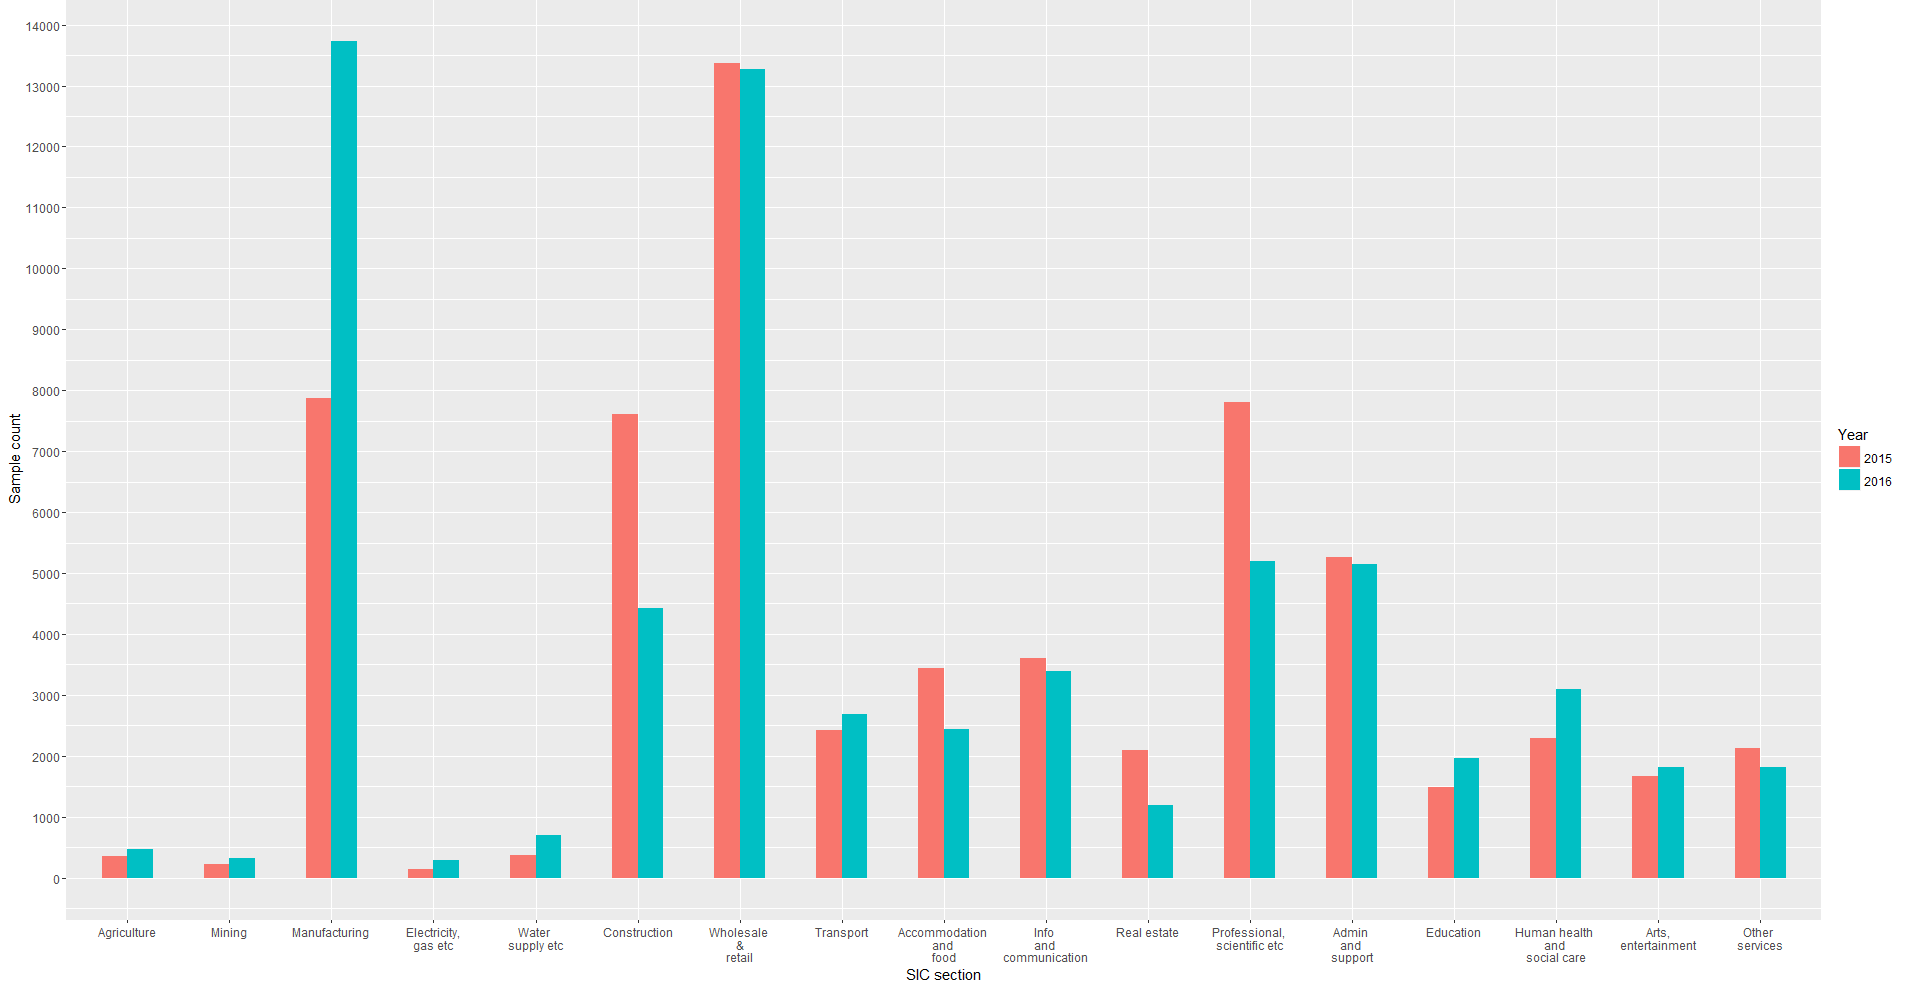 14000
13000
12000
11000
10000
9000
8000
7000
6000
5000
4000
3000
2000
1000
0
Sample count
Agriculture
Mining
Manufacturing
Electricity,
gas etc
Water
supply etc
Construction
Wholesale
&
retail
Transport
Accommodation
and
food
Info
and
communication
Real estate
Professional,
scientific etc
Admin
and
support
Education
Human health
and
social care
Arts,
entertainment
Other
services
SIC section
Year
2015
2016